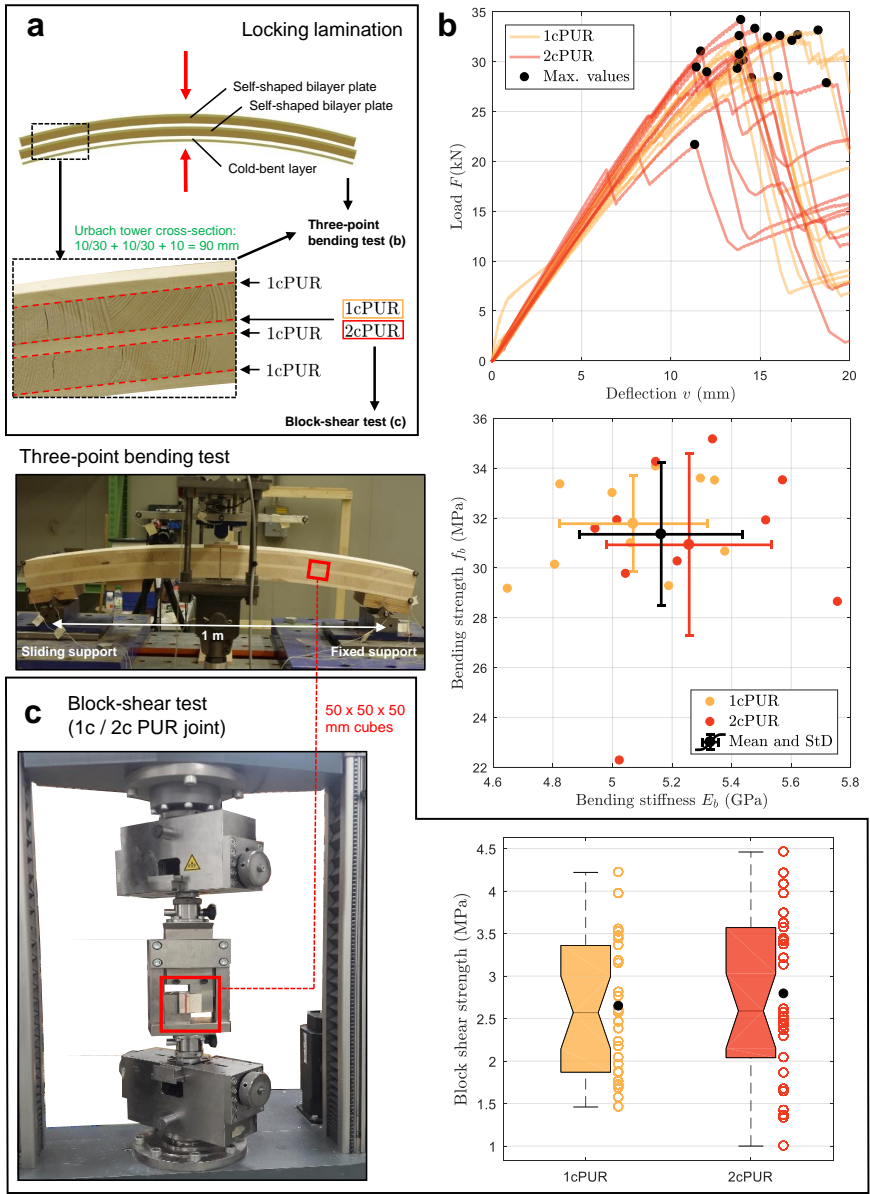 a
Locking lamination
Self-shaped bilayer plate
Self-shaped bilayer plate
Cold-bent layer
Urbach tower cross-section:
10/30 + 10/30 + 10 = 90 mm
Three-point
bending test (b)
1cPUR
1cPUR
2cPUR
1cPUR
1cPUR
Block-shear test (c)
Three-point bending test
1 m
Sliding support
Fixed support
b
35
30
25
20
15
10
5
0
Load F(kN)
1cPUR
2cPUR
Max. values
0
5
10
15
20
Deflection v (mm)
36
34
32
30
28
26
24
22
Bending strength f_b (MPa)
1cPUR
2cPUR
Mean and StD
4.6
4.8
5
5.2
5.4
5.6
5.8
Bending stiffness E_b (GPa)
c
Block-shear test
(1c / 2c PUR joint)
50 x 50 x 50
mm cubes
4.5
4
3.5
3
2.5
2
1.5
1
Block shear strength (MPa)
1cPUR
2cPUR